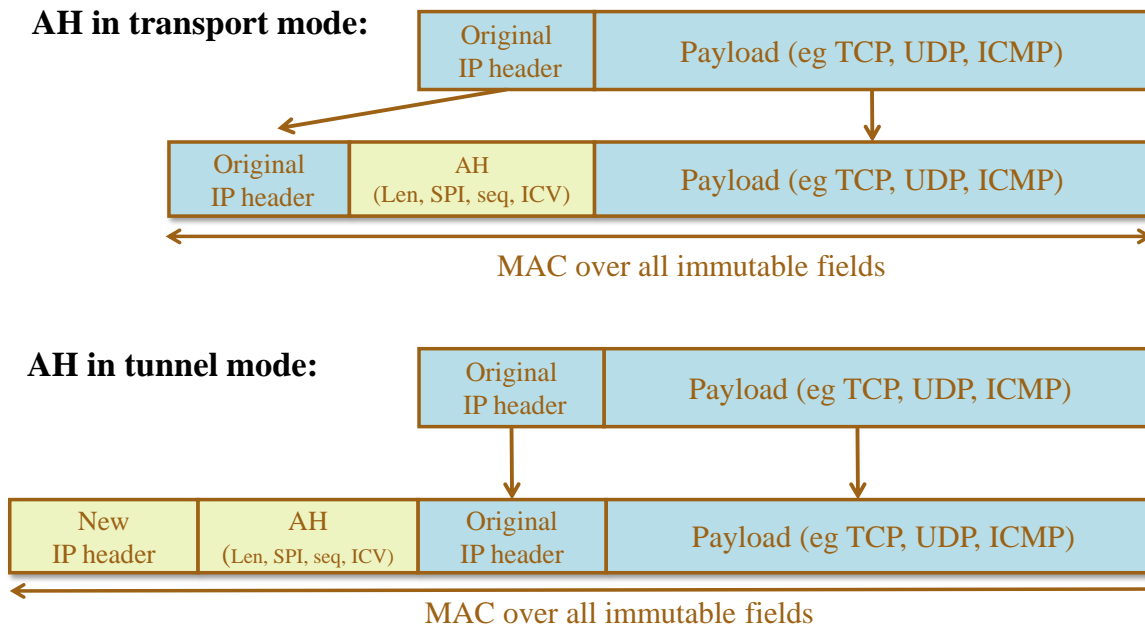 AH in transport mode:
Original
IP header
Payload (eg TCP, UDP, ICMP)
Original
IP header
AH
(Len, SPI, seq, ICV)
Payload (eg TCP, UDP, ICMP)
MAC over all immutable fields
AH in tunnel mode:
Original
IP header
Payload (eg TCP, UDP, ICMP)
New
IP header
AH
(Len, SPI, seq, ICV)
Original
IP header
Payload (eg TCP, UDP, ICMP)
MAC over all immutable fields